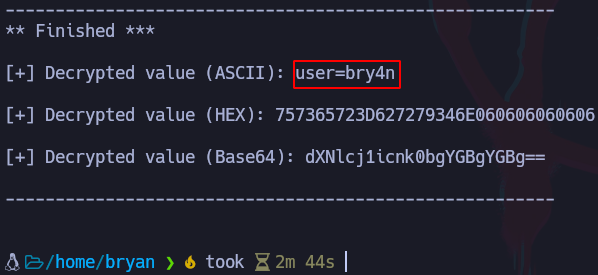 -------------------------------------------------------
** Finished ***
[+] Decrypted value (ASCII): user=bry4n
[+] Decrypted value (HEX): 757365723D627279346E060606060606
[+] Decrypted value (Base64): dXNlcj1icnk0bgYGBgYGBg==
-------------------------------------------------------
/home/bryan ❯ took 2m 44s